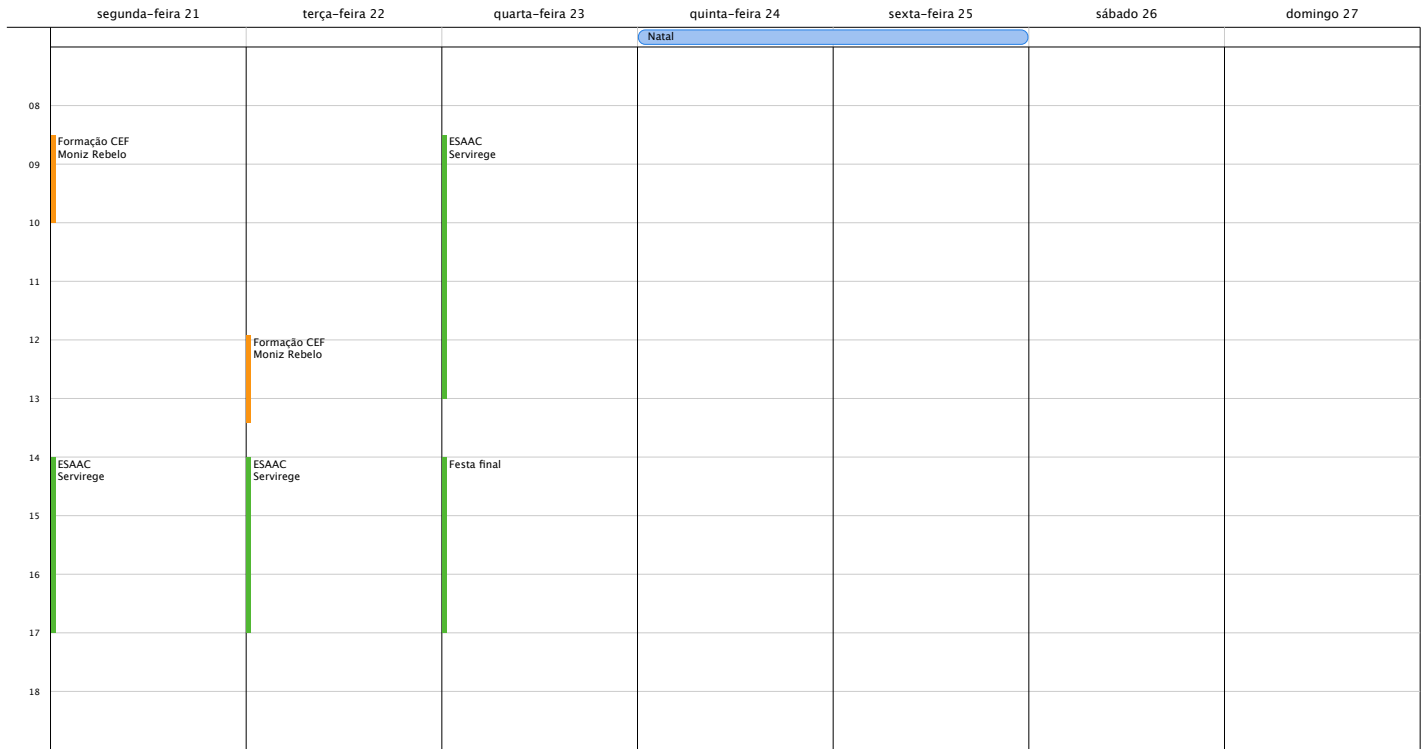 segunda-feira 21
terça-feira 22
quarta-feira 23
quinta-feira 24
sexta-feira 25
sábado 26
domingo 27
Natal
08
Formação CEF
Moniz Rebelo
ESAAC
Servirege
09
10
11
12
Formação CEF
Moniz Rebelo
13
14
ESAAC
Servirege
ESAAC
Servirege
Festa final
15
16
17
18